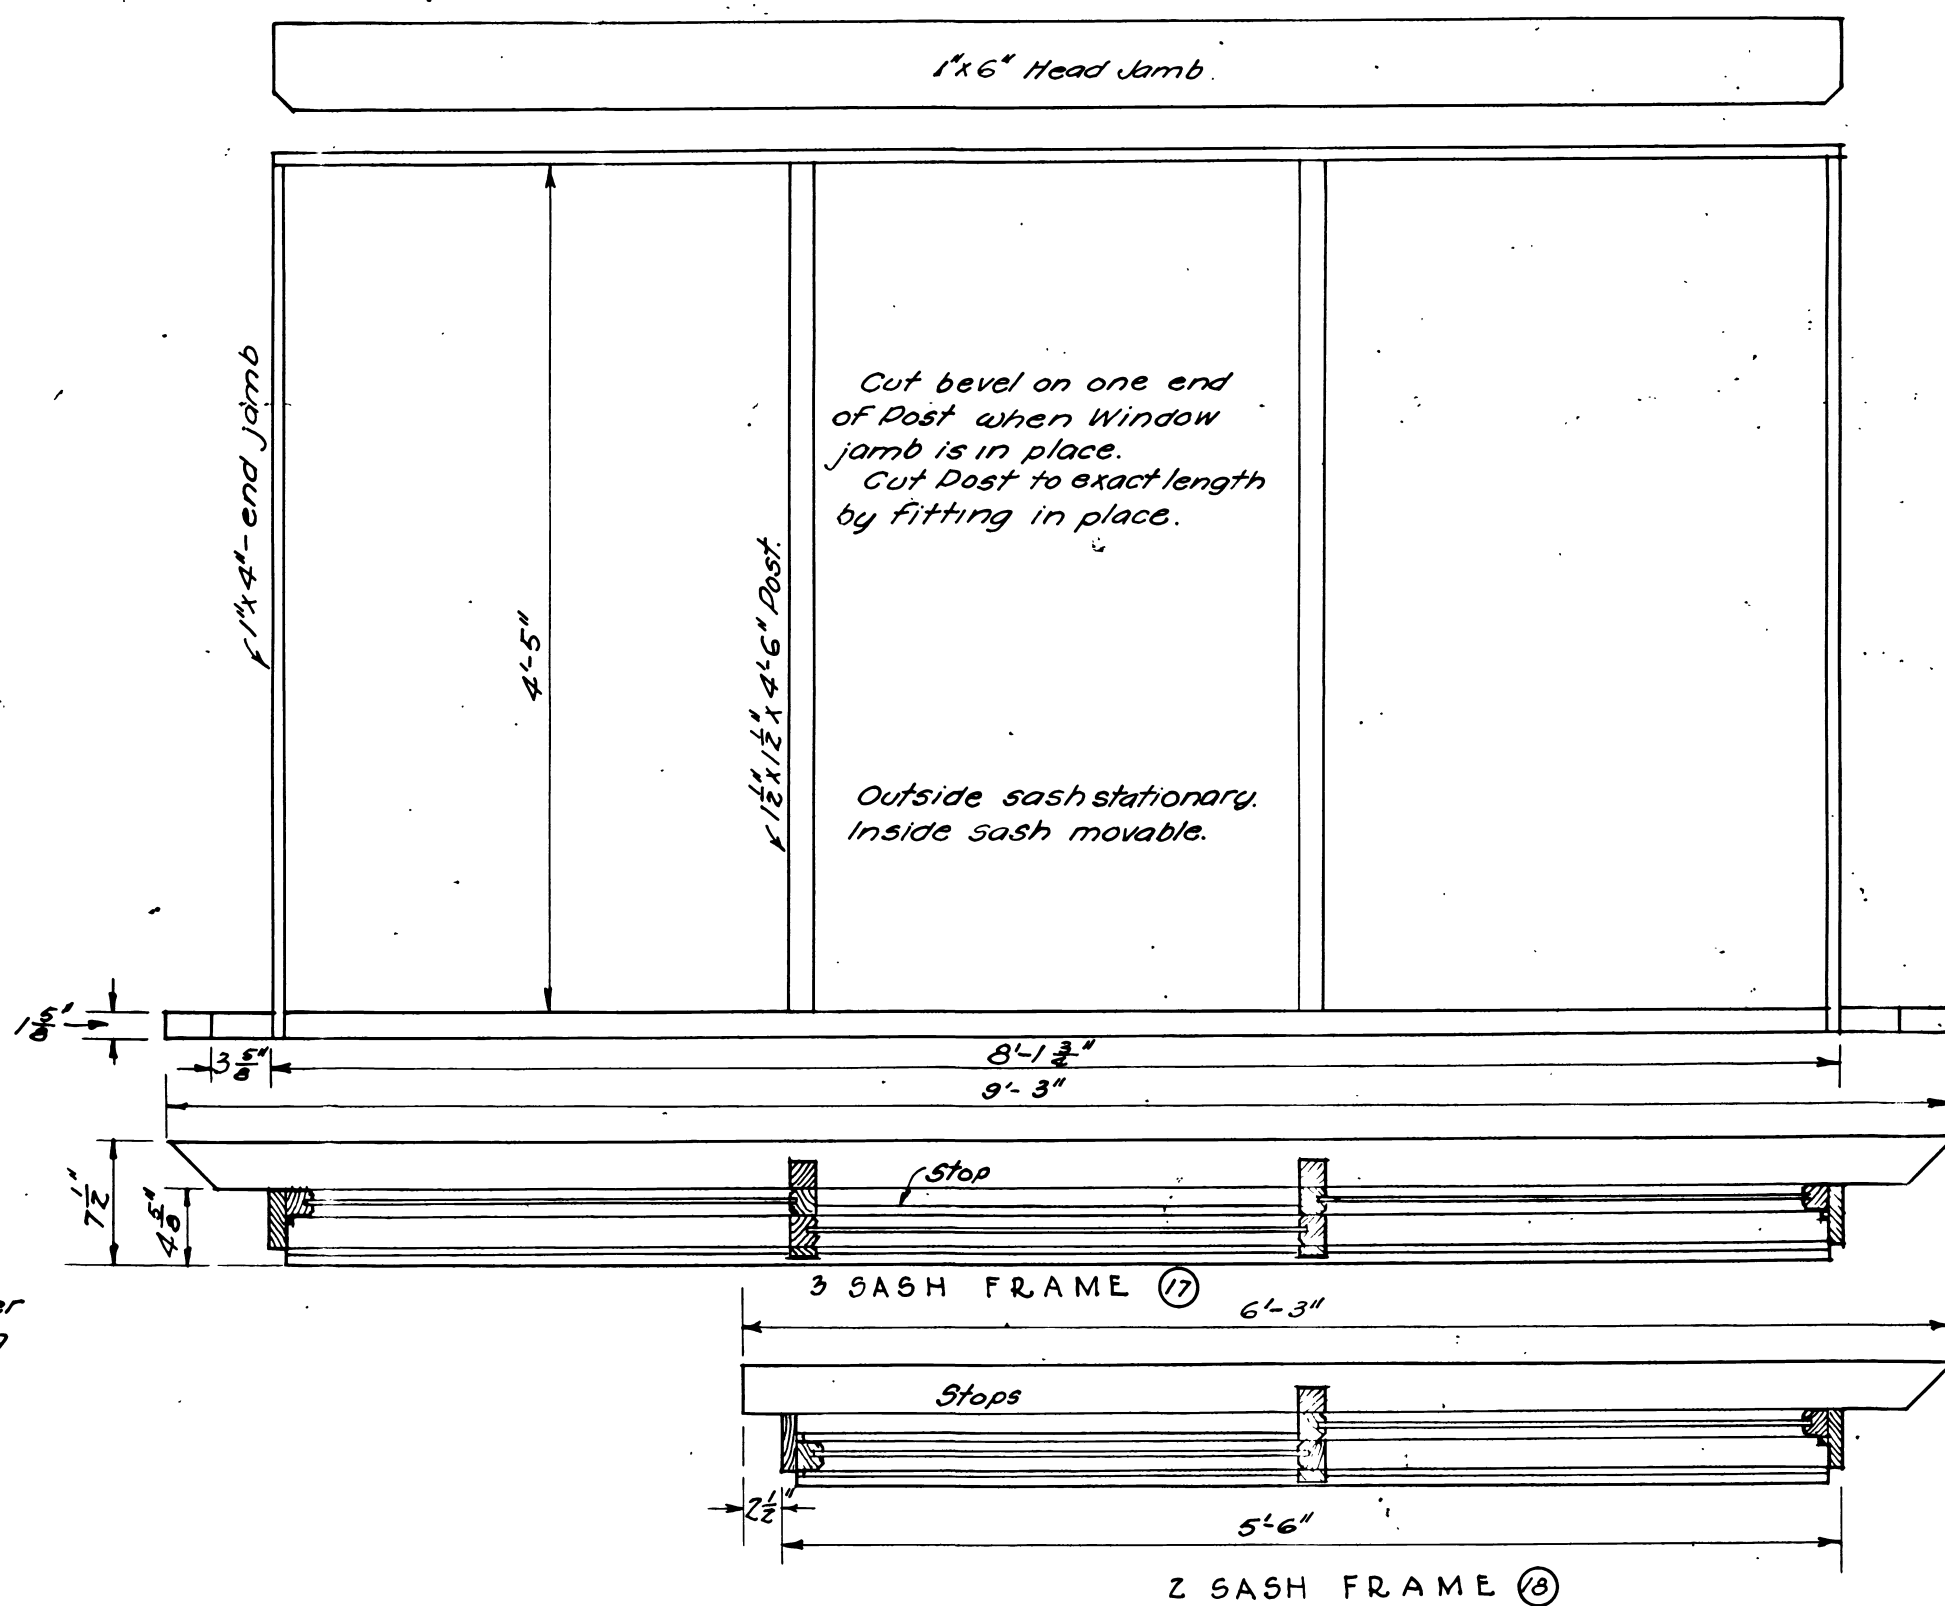 1"x6" Head Jamb
1"x4"-end jamb
4'-5"
1½"x1½"x4'-6" Post.
Cut bevel on one end
of Post when Window
jamb is in place.
Cut Post to exact length
by fitting in place.
Outside sash stationary.
Inside sash movable.
1⅝"
3⅝"
8'-1¾"
9'-3"
7½"
4⅝"
Stop
3 SASH FRAME 17
6'-3"
Stops
2½"
5'-6"
2 SASH FRAME 18